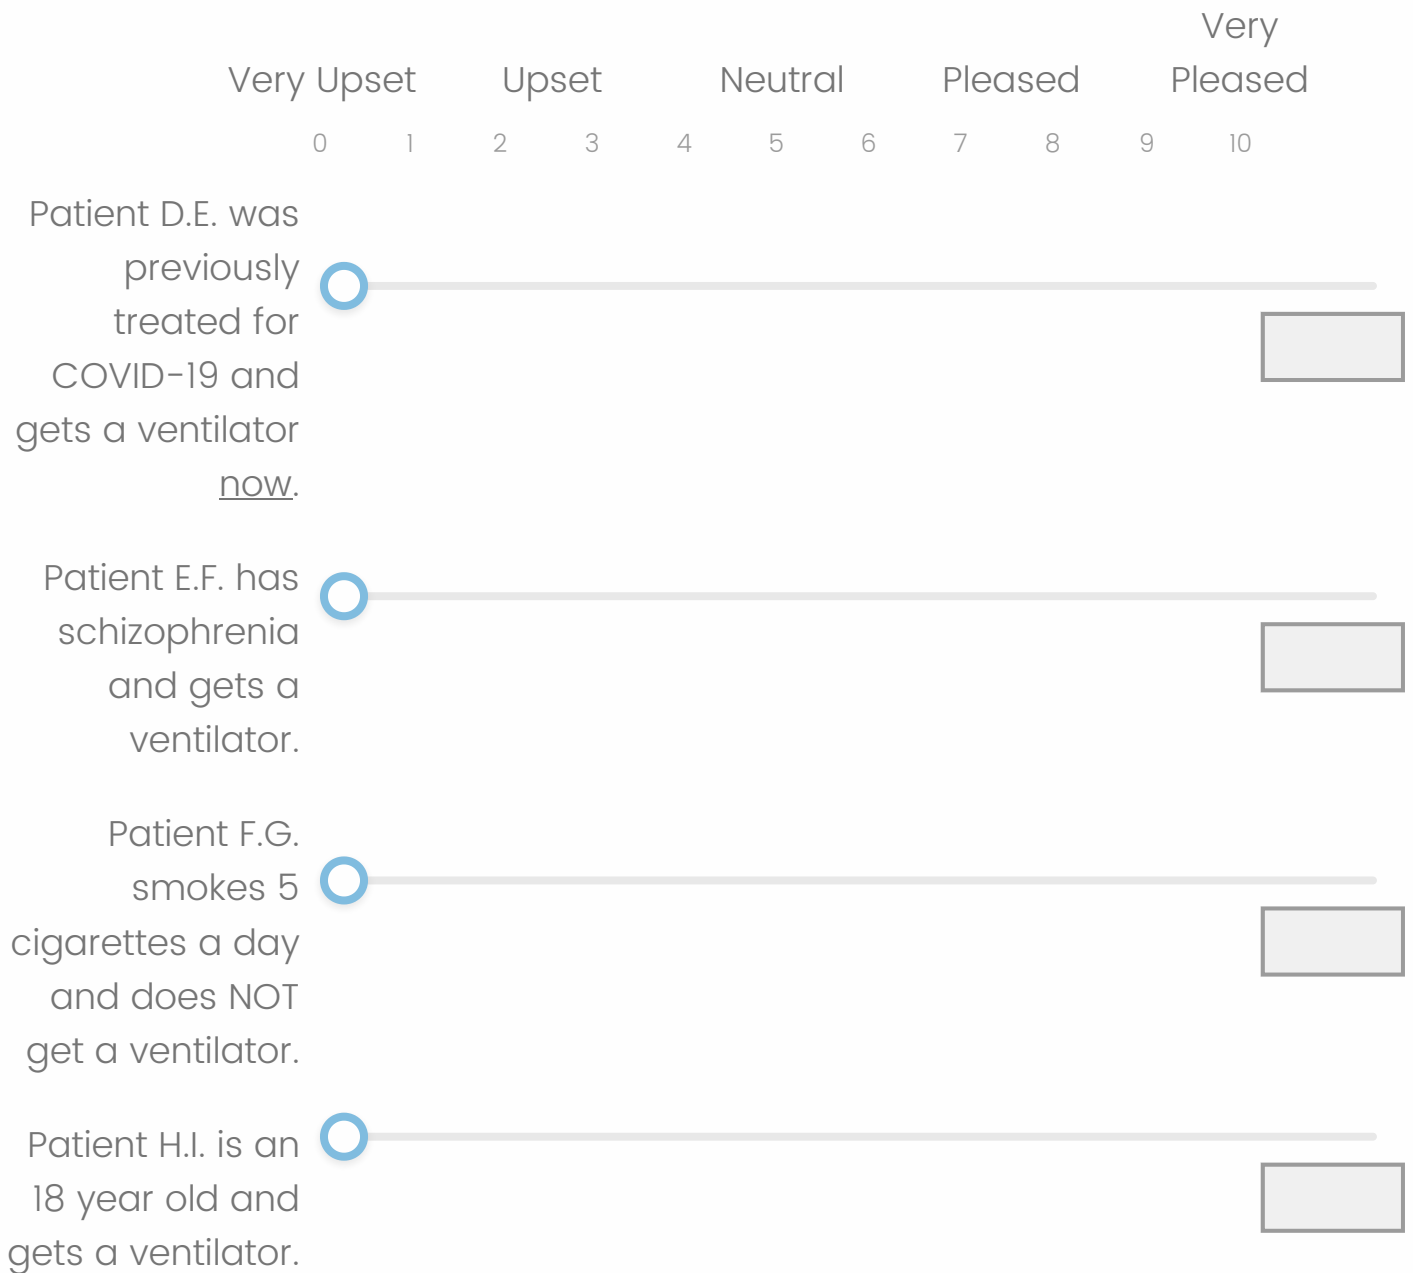 Very
Very Upset Upset Neutral Pleased Pleased
0 1 2 3 4 5 6 7 8 9 10
Patient D.E. was
previously
treated for
COVID-19 and
gets a ventilator
now.
Patient E.F. has
schizophrenia
and gets a
ventilator.
Patient F.G.
smokes 5
cigarettes a day
and does NOT
get a ventilator.
Patient H.I. is an
18 year old and
gets a ventilator.